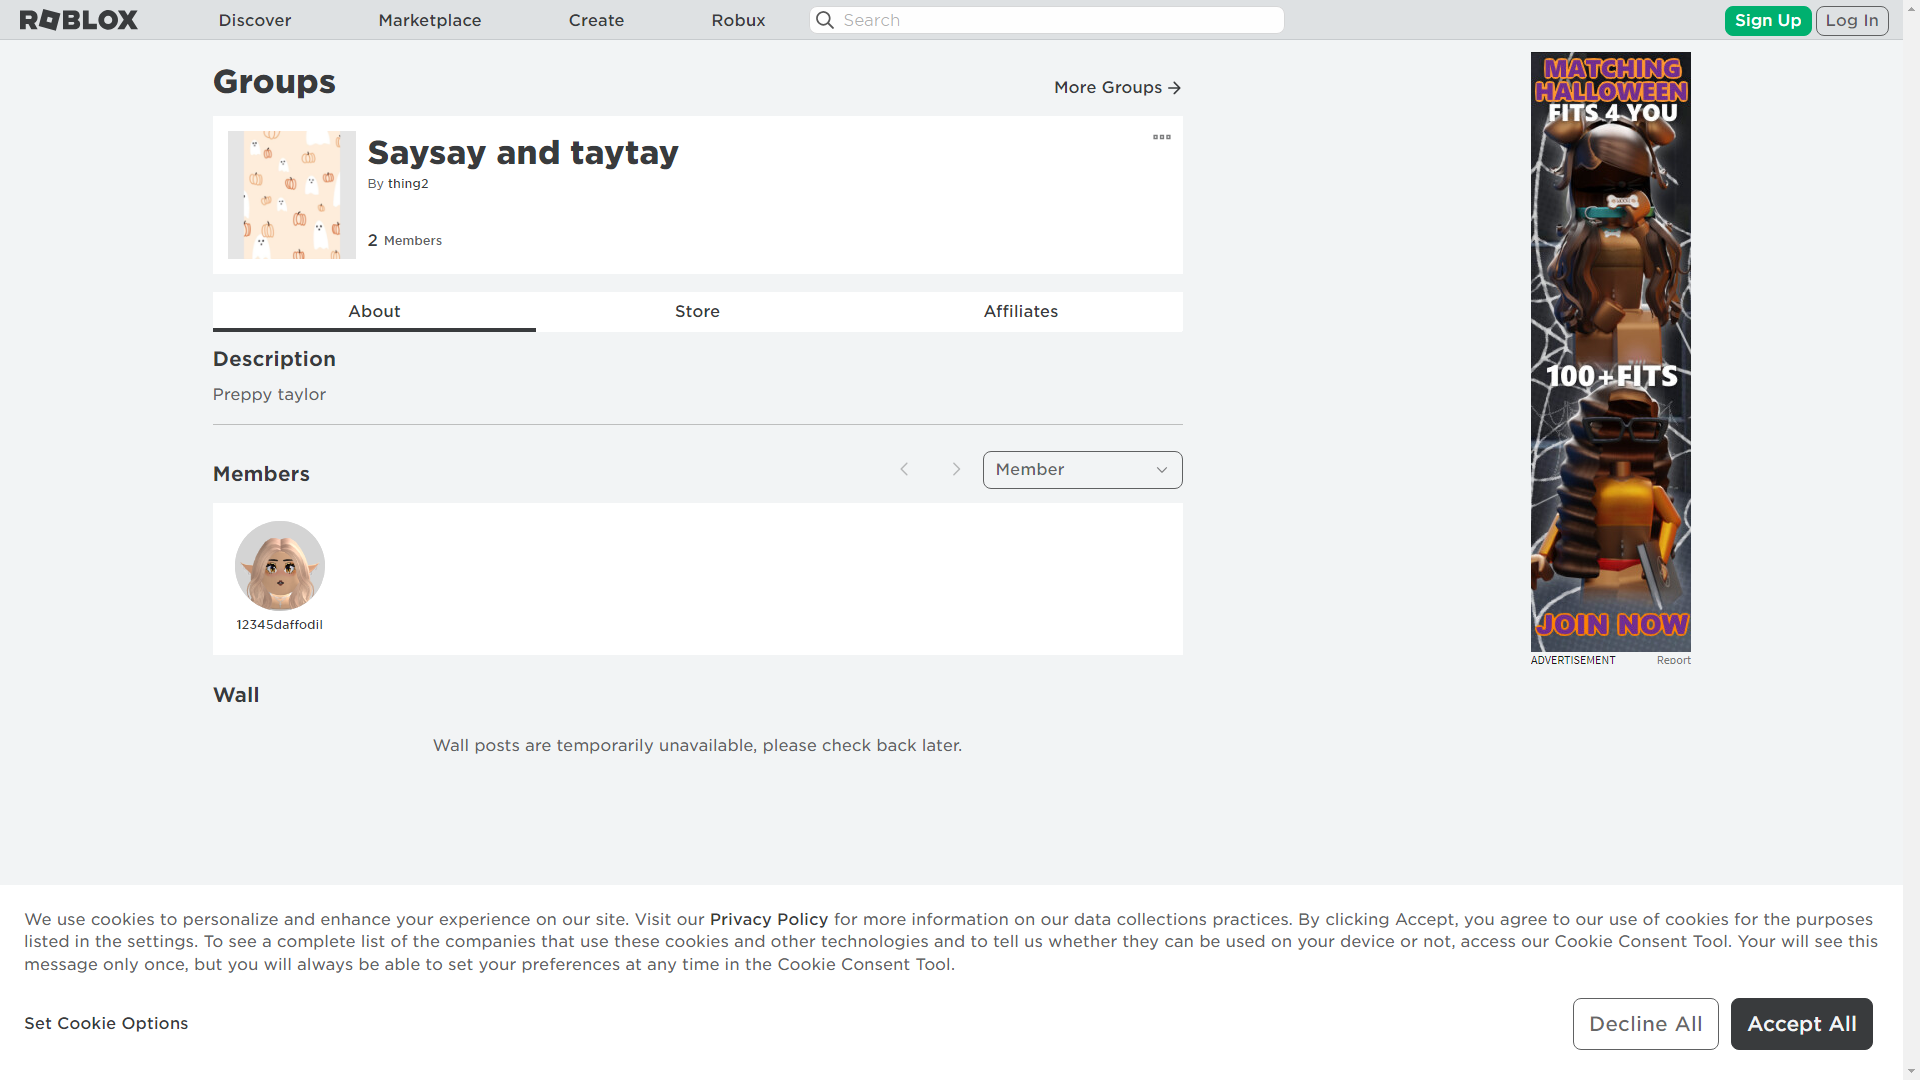 ROBLOX
Discover
Marketplace
Create
Robux
Search
Sign Up
Log In
Groups
More Groups
Saysay and taytay
By thing2
2 Members
About
Store
Affiliates
Description
Preppy taylor
Members
Member
12345daffodil
Wall
Wall posts are temporarily unavailable, please check back later.
MATCHING
HALLOWEEN
FITS 4 YOU
100+FITS
JOIN NOW
ADVERTISEMENT
Report
We use cookies to personalize and enhance your experience on our site. Visit our Privacy Policy for more information on our data collections practices. By clicking Accept, you agree to our use of cookies for the purposes
listed in the settings. To see a complete list of the companies that use these cookies and other technologies and to tell us whether they can be used on your device or not, access our Cookie Consent Tool. Your will see this
message only once, but you will always be able to set your preferences at any time in the Cookie Consent Tool.
Set Cookie Options
Decline All
Accept All